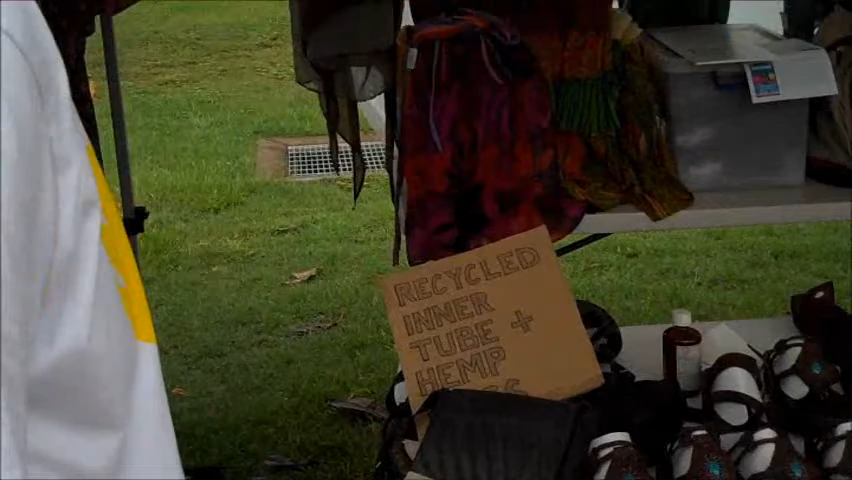 RECYCLED
INNER
TUBE +
HEMP